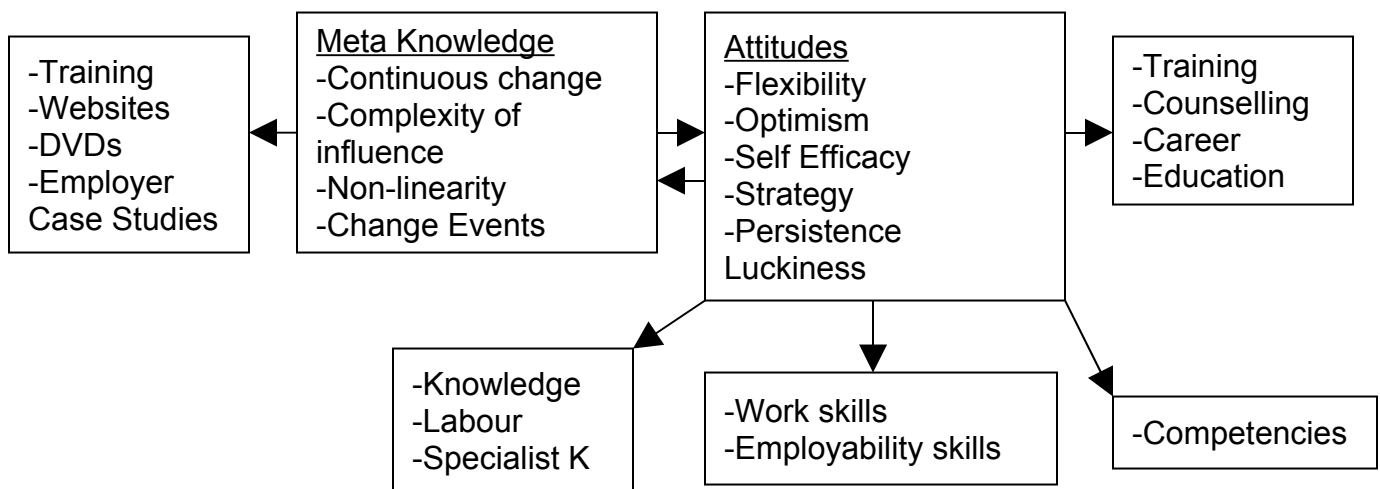 -Training
-Websites
-DVDs
-Employer
Case Studies
Meta Knowledge
-Continuous change
-Complexity of
influence
-Non-linearity
-Change Events
Attitudes
-Flexibility
-Optimism
-Self Efficacy
-Strategy
-Persistence
Luckiness
-Training
-Counselling
-Career
-Education
-Knowledge
-Labour
-Specialist K
-Work skills
-Employability skills
-Competencies